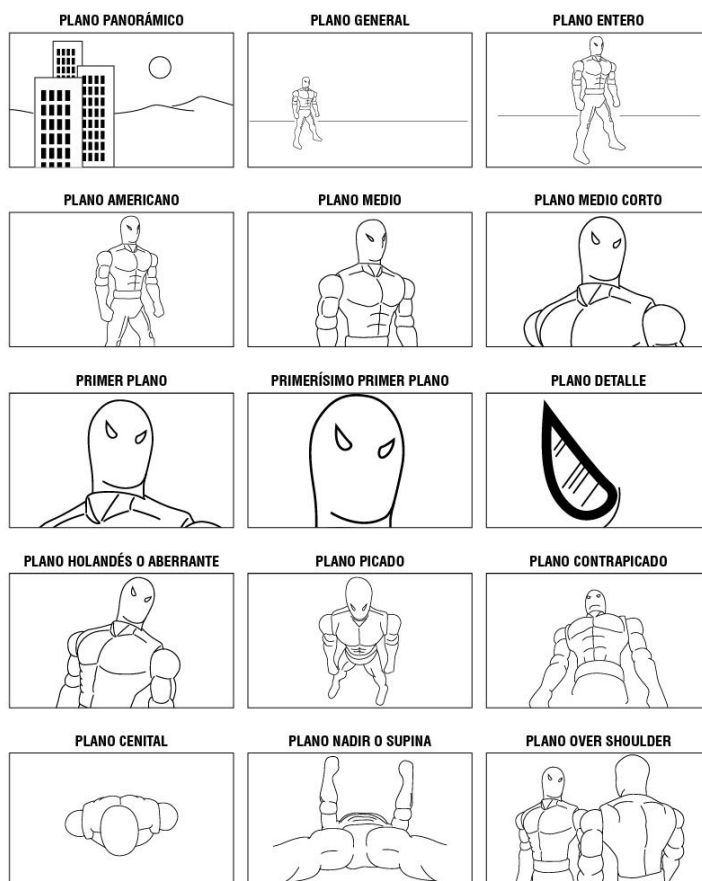 PLANO PANORÁMICO
PLANO GENERAL
PLANO ENTERO
PLANO AMERICANO
PLANO MEDIO
PLANO MEDIO CORTO
PRIMER PLANO
PRIMERÍSIMO PRIMER PLANO
PLANO DETALLE
PLANO HOLANDÉS O ABERRANTE
PLANO PICADO
PLANO CONTRAPICADO
PLANO CENITAL
PLANO NADIR O SUPINA
PLANO OVER SHOULDER